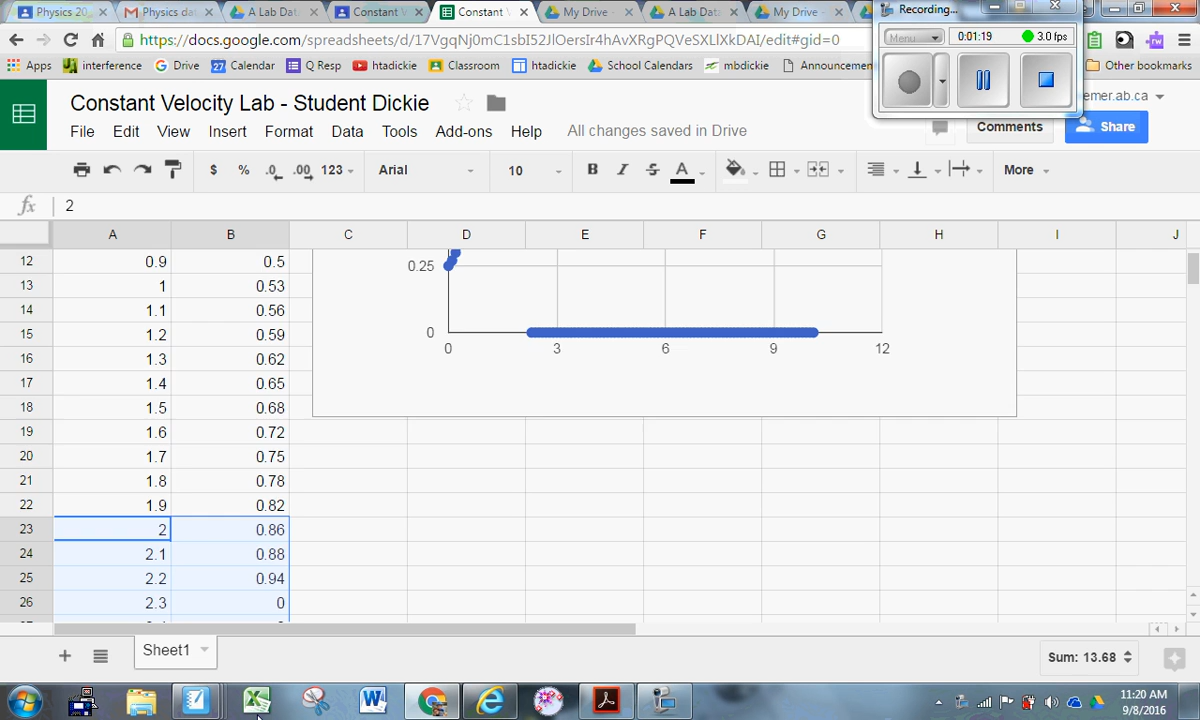 Physics 20
Physics dat
A Lab Dat
Constant V
Constant V
My Drive
A Lab Dat
My Drive -
Recording...
https://docs.google.com/spreadsheets/d/17VgqNj0mC1sbI52JlOersIr4hAvXRgPQVeSXLlXkDAI/edit#gid=0
Menu 0:01:19 3.0 fps
Apps interference Drive Calendar Q Resp htadickie Classroom htadickie School Calendars mbdickie Announcemen Other bookmarks
Constant Velocity Lab - Student Dickie
emer.ab.ca
File Edit View Insert Format Data Tools Add-ons Help All changes saved in Drive Comments Share
$ % .0 .00 123 Arial 10 B I S A More
fx 2
A B C D E F G H I J
12 0.9 0.5
13 1 0.53
14 1.1 0.56
15 1.2 0.59
16 1.3 0.62
17 1.4 0.65
18 1.5 0.68
19 1.6 0.72
20 1.7 0.75
21 1.8 0.78
22 1.9 0.82
23 2 0.86
24 2.1 0.88
25 2.2 0.94
26 2.3 0
0.25
0
0 3 6 9 12
+ Sheet1 Sum: 13.68
11:20 AM
9/8/2016